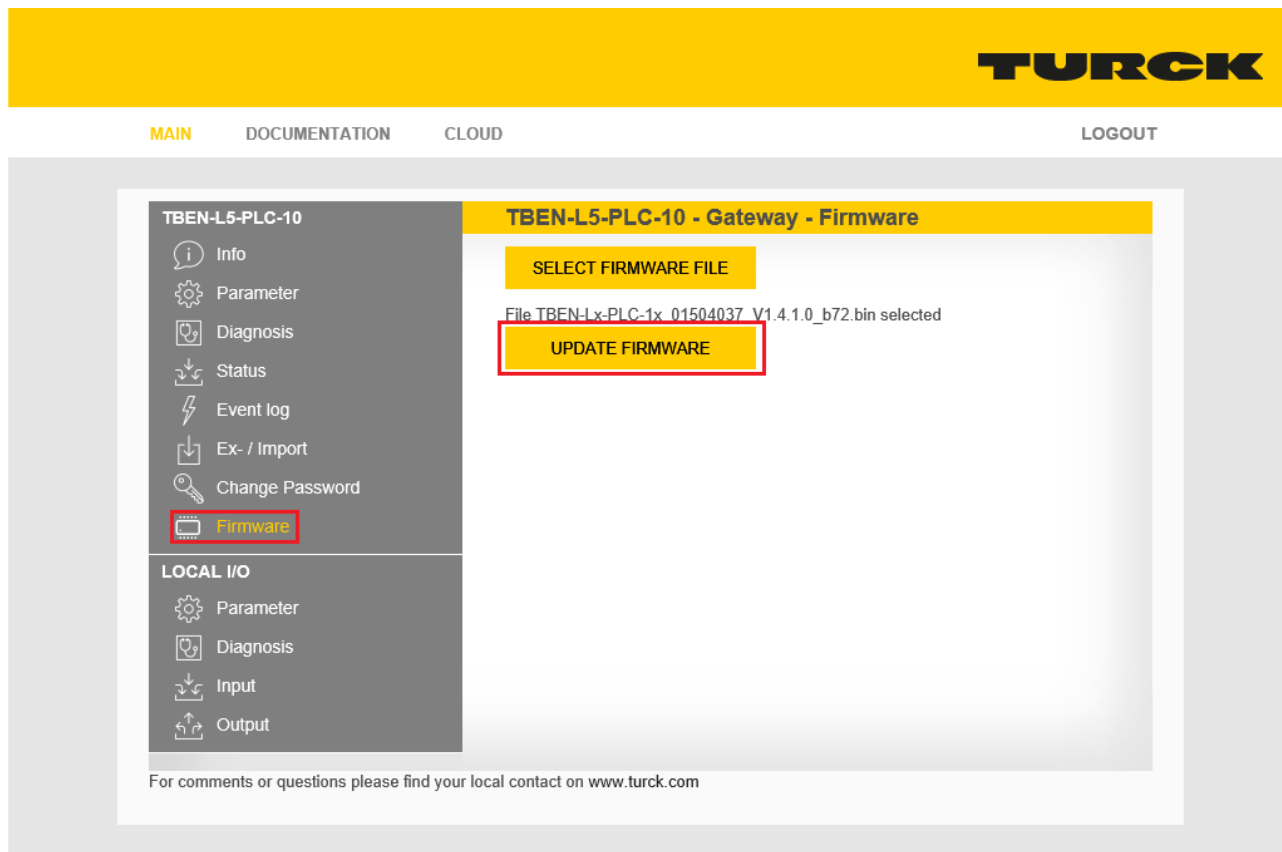 TURCK
MAIN DOCUMENTATION CLOUD LOGOUT
TBEN-L5-PLC-10
Info
Parameter
Diagnosis
Status
Event log
Ex- / Import
Change Password
Firmware
LOCAL I/O
Parameter
Diagnosis
Input
Output
TBEN-L5-PLC-10 - Gateway - Firmware
SELECT FIRMWARE FILE
File TBEN-Lx-PLC-1x_01504037_V1.4.1.0_b72.bin selected
UPDATE FIRMWARE
For comments or questions please find your local contact on www.turck.com